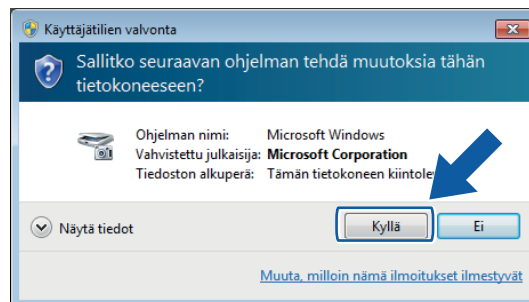 Käyttäjätilien valvonta
Sallitko seuraavan ohjelman tehdä muutoksia tähän
tietokoneeseen?
Ohjelman nimi: Microsoft Windows
Vahvistettu julkaisija: Microsoft Corporation
Tiedoston alkuperä: Tämän tietokoneen
Näytä tiedot Kyllä Ei
Muuta, milloin nämä ilmoitukset ilmestyvät